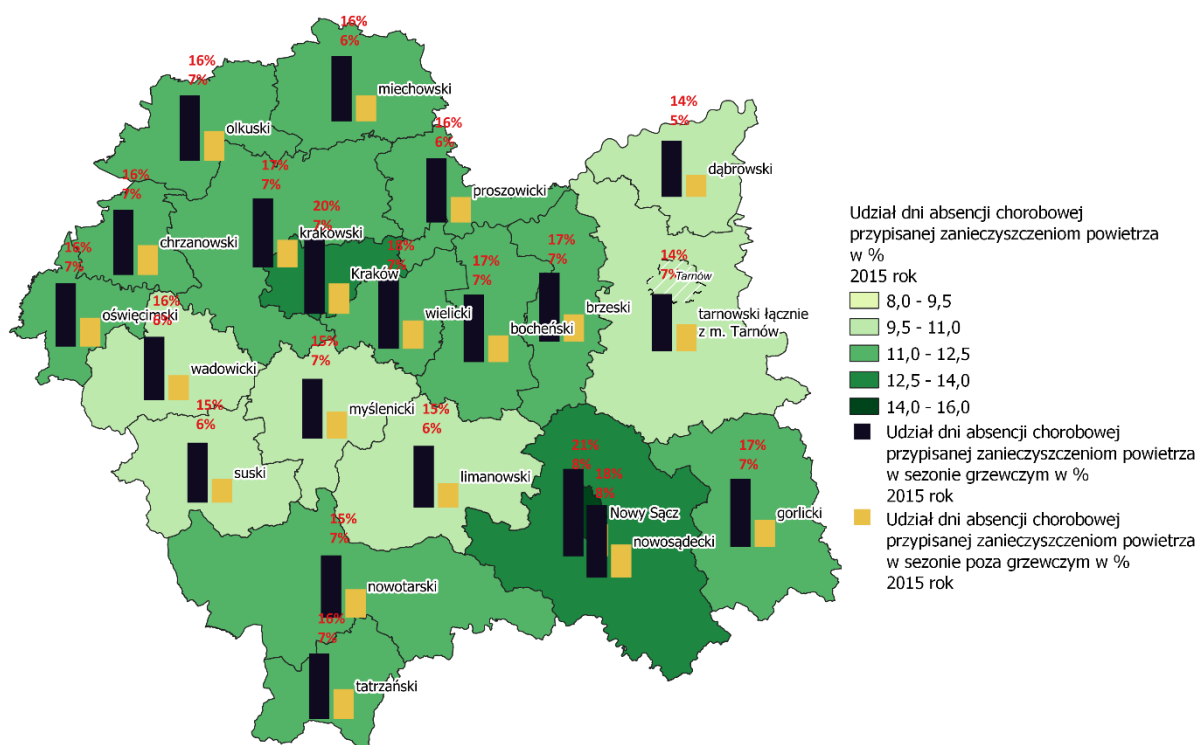 16%
6%
miechowski
16%
7%
olkuski
14%
5%
dąbrowski
16%
6%
proszowicki
17%
7%
krakowski
16%
7%
chrzanowski
20%
7%
Kraków
18%
7%
wielicki
17%
7%
bocheński
17%
7%
brzeski
14%
7%
Tarnów
tarnowski łącznie
z m. Tarnów
16%
7%
oświęcimski
16%
6%
wadowicki
15%
7%
myślenicki
15%
6%
suski
15%
6%
limanowski
21%
8%
Nowy Sącz
18%
8%
nowosądecki
17%
7%
gorlicki
15%
7%
nowotarski
16%
7%
tatrzański
Udział dni absencji chorobowej
przypisanej zanieczyszczeniom powietrza
w %
2015 rok
8,0 - 9,5
9,5 - 11,0
11,0 - 12,5
12,5 - 14,0
14,0 - 16,0
Udział dni absencji chorobowej
przypisanej zanieczyszczeniom powietrza
w sezonie grzewczym w %
2015 rok
Udział dni absencji chorobowej
przypisanej zanieczyszczeniom powietrza
w sezonie poza grzewczym w %
2015 rok